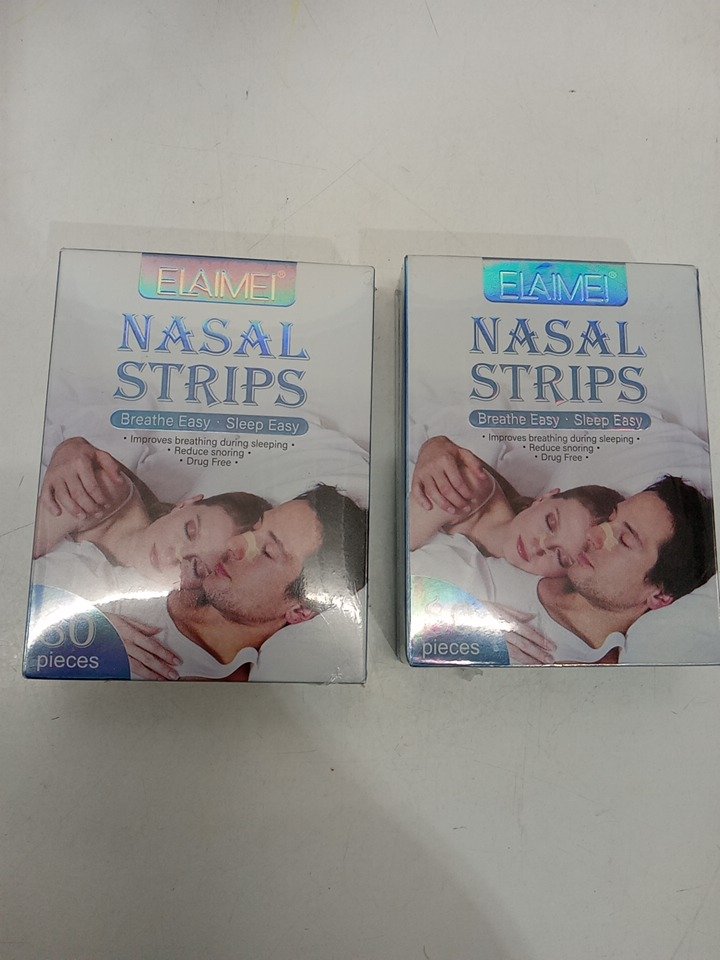 ELAIMEI®
NASAL
STRIPS
Breathe Easy · Sleep Easy
• Improves breathing during sleeping •
• Reduce snoring •
• Drug Free •
pieces
ELAIMEI®
NASAL
STRIPS
Breathe Easy · Sleep Easy
• Improves breathing during sleeping •
• Reduce snoring •
• Drug Free •
pieces